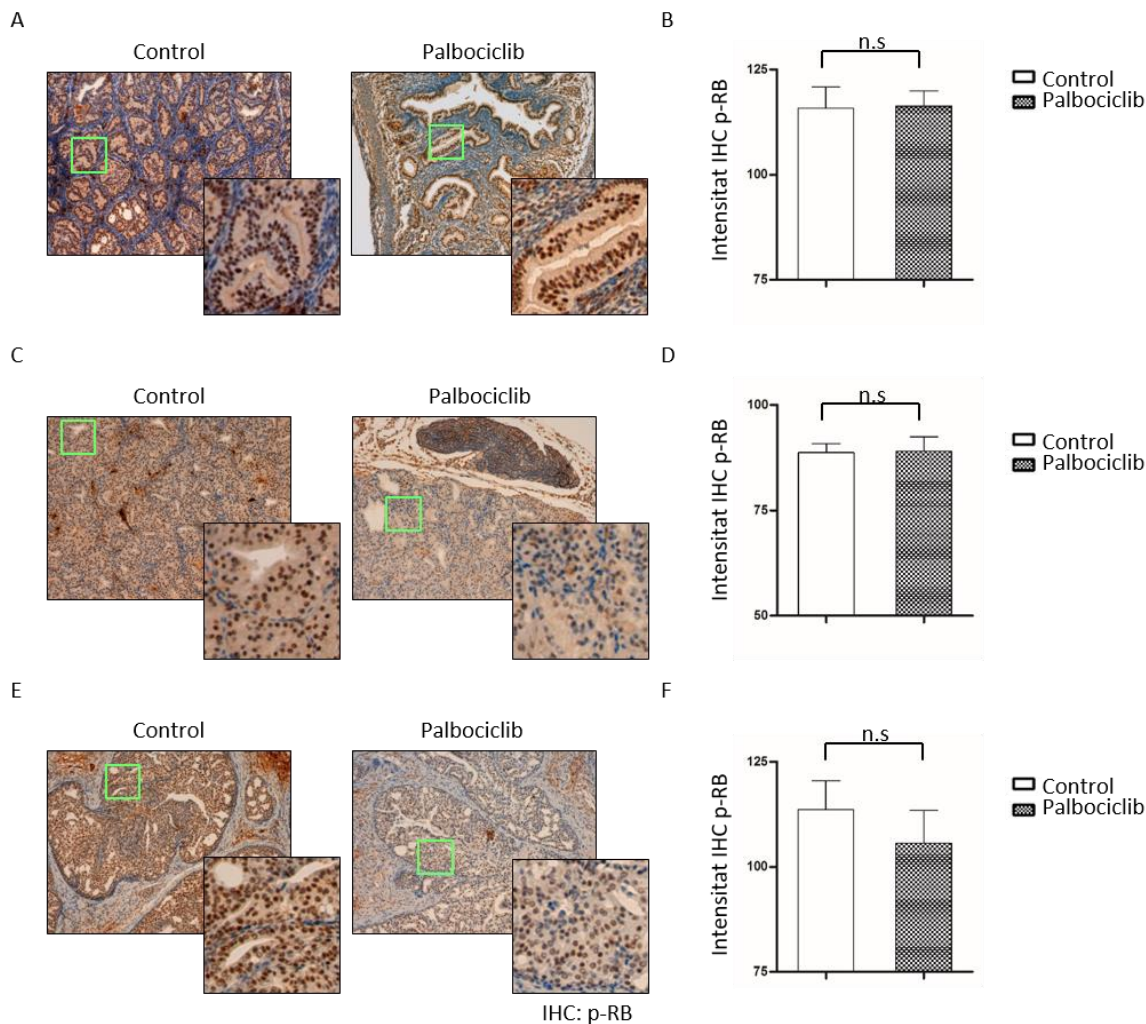 A
Control
Palbociclib
B
n.s
Intensitat IHC p-RB
125
100
75
Control
Palbociclib
C
Control
Palbociclib
D
n.s
Intensitat IHC p-RB
100
75
50
Control
Palbociclib
E
Control
Palbociclib
IHC: p-RB
F
n.s
Intensitat IHC p-RB
125
100
75
Control
Palbociclib